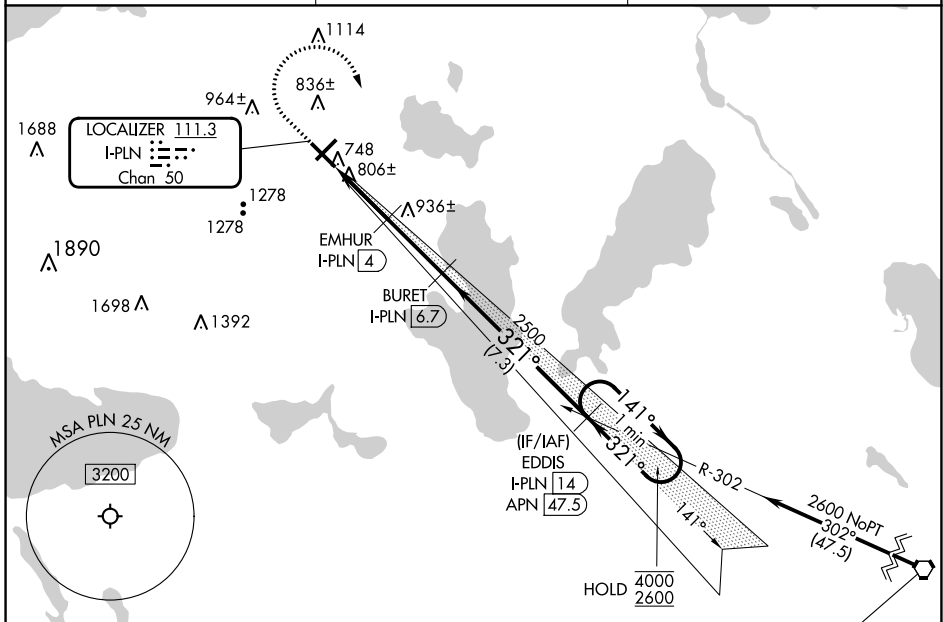 1114
836±
964±
1688
LOCALIZER 111.3
I-PLN
Chan 50
748
806±
1278
1278
936±
EMHUR
I-PLN 4
1890
BURET
I-PLN 6.7
1698
1392
2500
321°
(7.3)
MSA PLN 25 NM
3200
141°
1 min
321°
(IF/IAF)
EDDIS
I-PLN 14
APN 47.5
R-302
2600 NoPT
302°
(47.5)
141°
HOLD 4000
2600